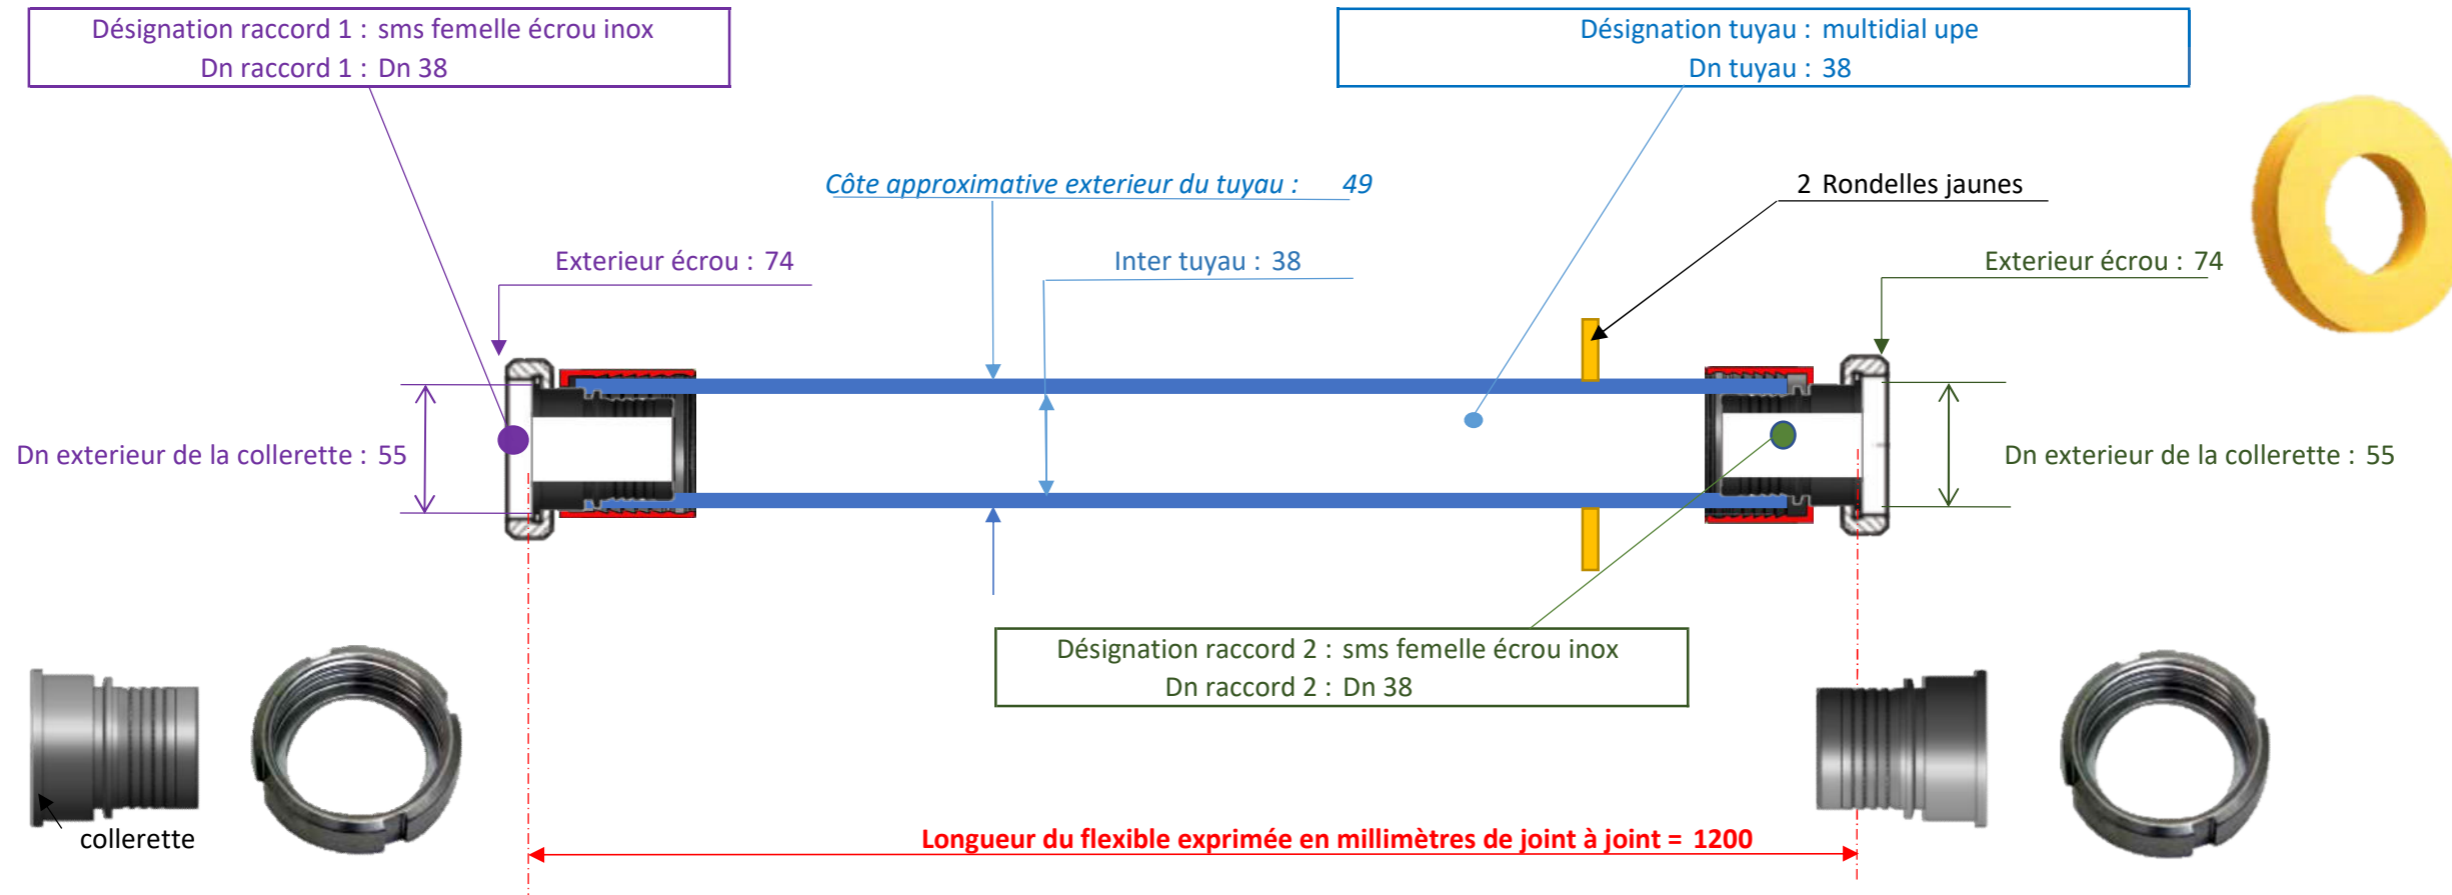 Désignation raccord 1 : sms femelle écrou inox
Dn raccord 1 : Dn 38
Désignation tuyau : multidial upe
Dn tuyau : 38
Côte approximative exterieur du tuyau : 49
2 Rondelles jaunes
Exterieur écrou : 74
Inter tuyau : 38
Exterieur écrou : 74
Dn exterieur de la collerette : 55
Dn exterieur de la collerette : 55
Désignation raccord 2 : sms femelle écrou inox
Dn raccord 2 : Dn 38
collerette
Longueur du flexible exprimée en millimètres de joint à joint = 1200